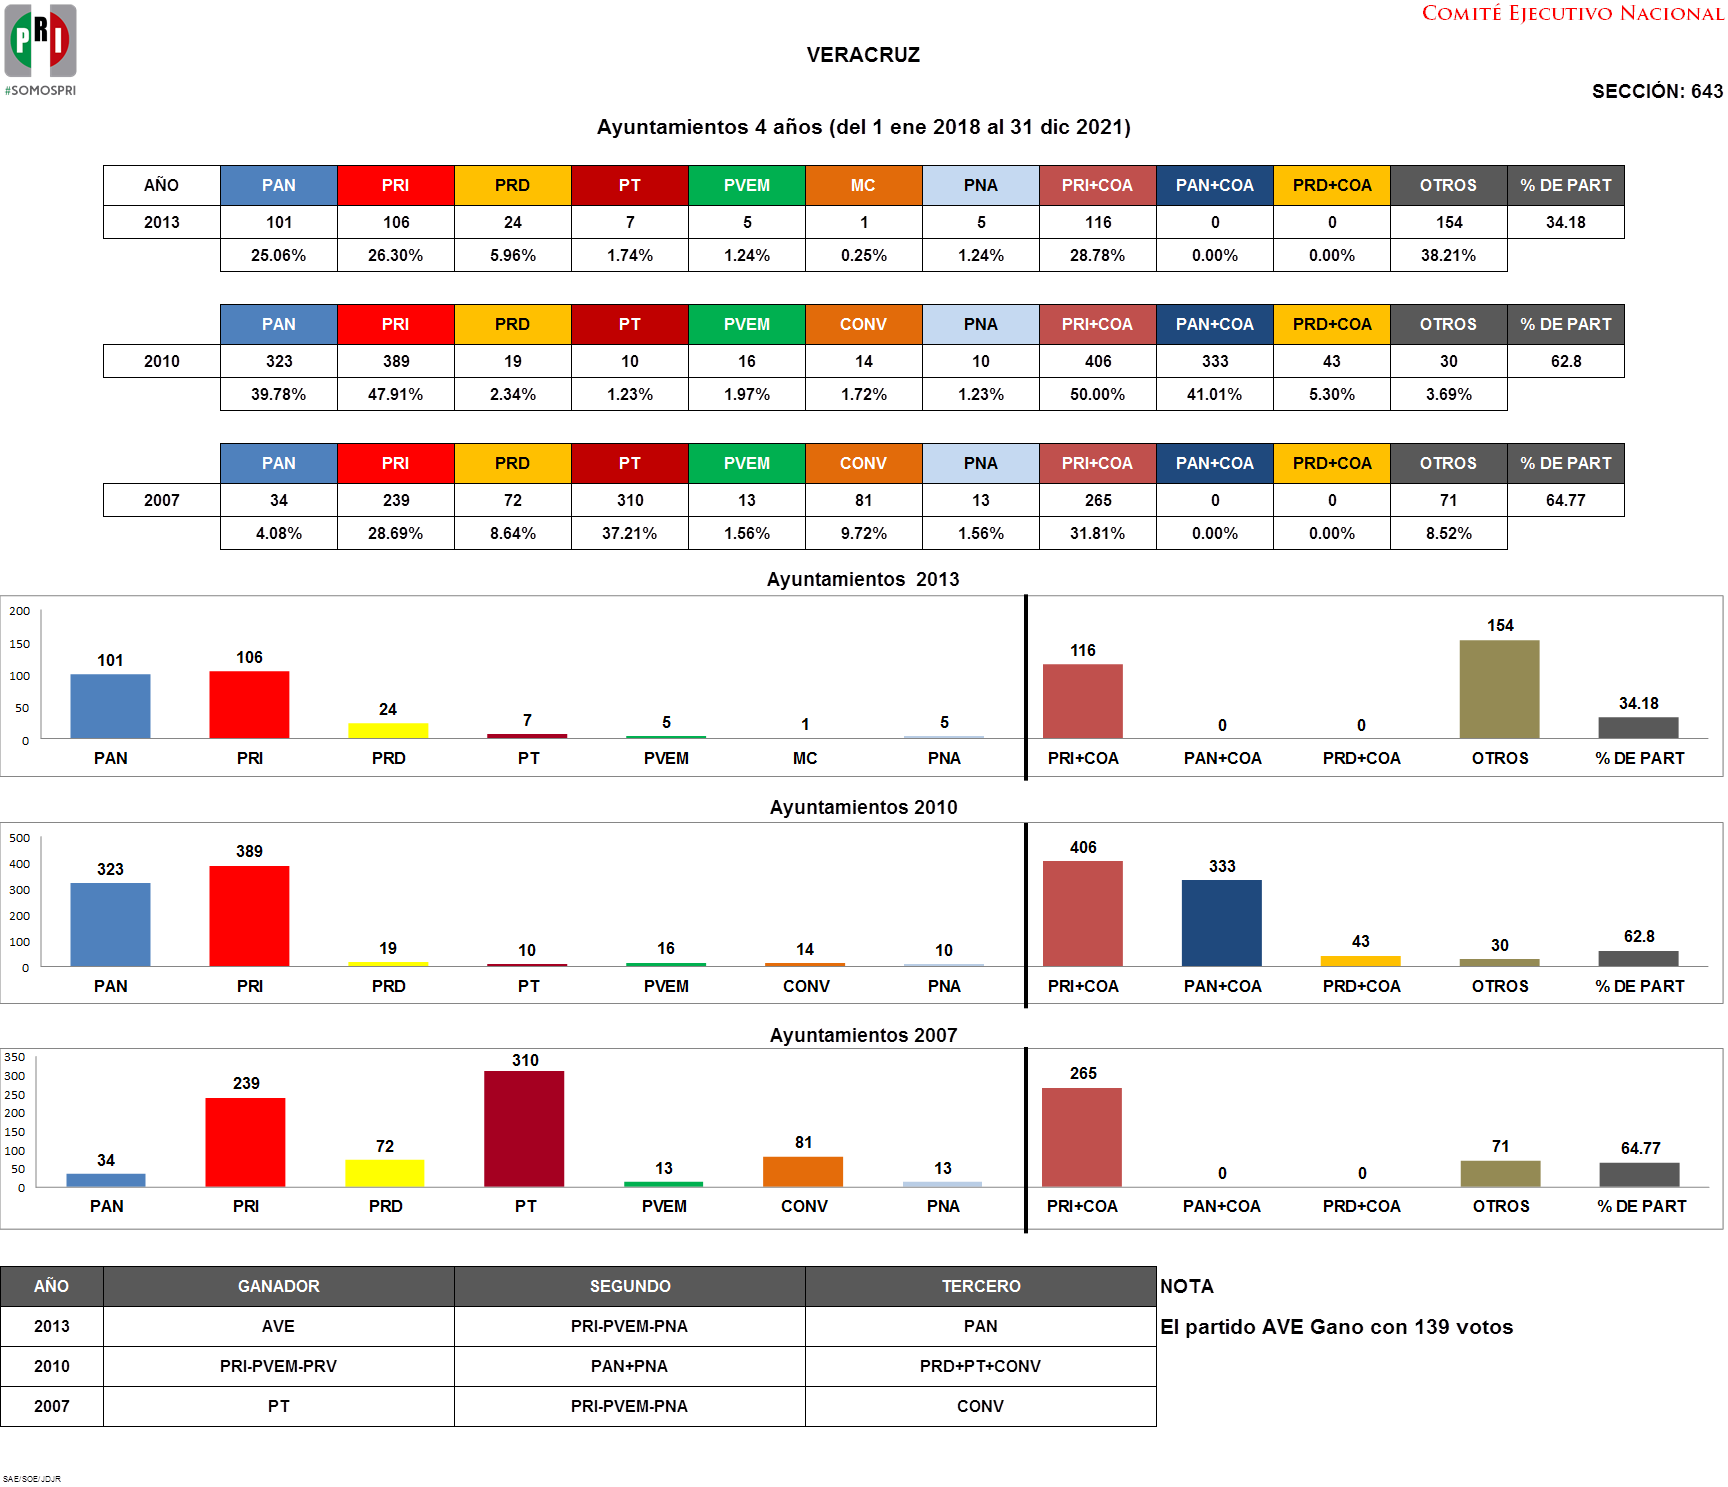 PRI
#SOMOSPRI
COMITÉ EJECUTIVO NACIONAL
VERACRUZ
SECCIÓN: 643
Ayuntamientos 4 años (del 1 ene 2018 al 31 dic 2021)
AÑO PAN PRI PRD PT PVEM MC PNA PRI+COA PAN+COA PRD+COA OTROS % DE PART
2013 101 106 24 7 5 1 5 116 0 0 154 34.18
25.06% 26.30% 5.96% 1.74% 1.24% 0.25% 1.24% 28.78% 0.00% 0.00% 38.21%
PAN PRI PRD PT PVEM CONV PNA PRI+COA PAN+COA PRD+COA OTROS % DE PART
2010 323 389 19 10 16 14 10 406 333 43 30 62.8
39.78% 47.91% 2.34% 1.23% 1.97% 1.72% 1.23% 50.00% 41.01% 5.30% 3.69%
PAN PRI PRD PT PVEM CONV PNA PRI+COA PAN+COA PRD+COA OTROS % DE PART
2007 34 239 72 310 13 81 13 265 0 0 71 64.77
4.08% 28.69% 8.64% 37.21% 1.56% 9.72% 1.56% 31.81% 0.00% 0.00% 8.52%
Ayuntamientos 2013
200
150
100
50
0
101 106 24 7 5 1 5 116 0 0 154 34.18
PAN PRI PRD PT PVEM MC PNA PRI+COA PAN+COA PRD+COA OTROS % DE PART
Ayuntamientos 2010
500
400
300
200
100
0
323 389 19 10 16 14 10 406 333 43 30 62.8
PAN PRI PRD PT PVEM CONV PNA PRI+COA PAN+COA PRD+COA OTROS % DE PART
Ayuntamientos 2007
350
300
250
200
150
100
50
0
34 239 72 310 13 81 13 265 0 0 71 64.77
PAN PRI PRD PT PVEM CONV PNA PRI+COA PAN+COA PRD+COA OTROS % DE PART
AÑO GANADOR SEGUNDO TERCERO NOTA
2013 AVE PRI-PVEM-PNA PAN El partido AVE Gano con 139 votos
2010 PRI-PVEM-PRV PAN+PNA PRD+PT+CONV
2007 PT PRI-PVEM-PNA CONV
SAE/SOE/JDJR